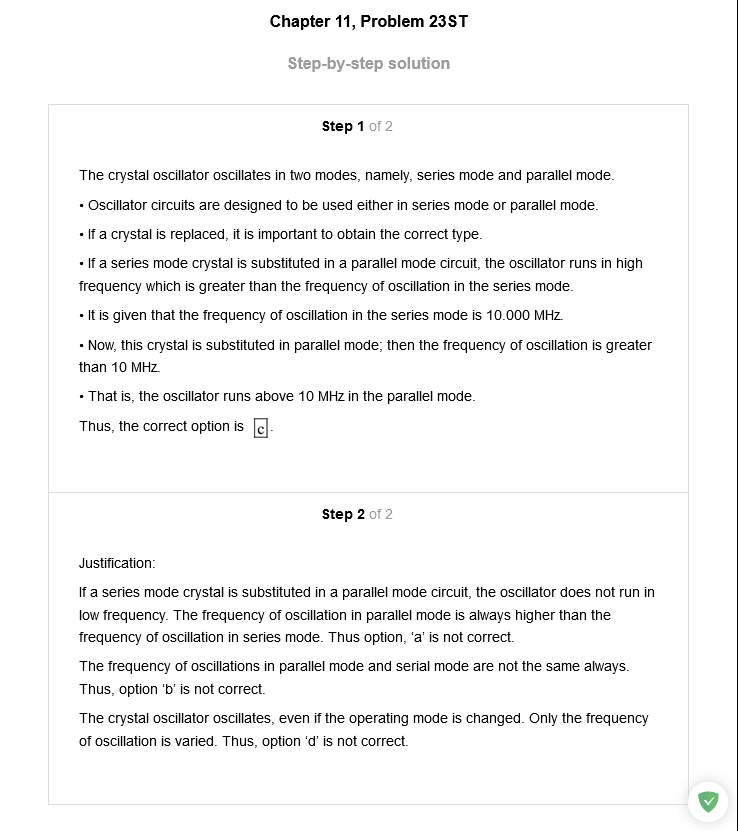 Chapter 11, Problem 23ST
Step-by-step solution
Step 1 of 2
The crystal oscillator oscillates in two modes, namely, series mode and parallel mode.
• Oscillator circuits are designed to be used either in series mode or parallel mode.
• If a crystal is replaced, it is important to obtain the correct type.
• If a series mode crystal is substituted in a parallel mode circuit, the oscillator runs in high
frequency which is greater than the frequency of oscillation in the series mode.
• It is given that the frequency of oscillation in the series mode is 10.000 MHz.
• Now, this crystal is substituted in parallel mode; then the frequency of oscillation is greater
than 10 MHz.
• That is, the oscillator runs above 10 MHz in the parallel mode.
Thus, the correct option is c.
Step 2 of 2
Justification:
If a series mode crystal is substituted in a parallel mode circuit, the oscillator does not run in
low frequency. The frequency of oscillation in parallel mode is always higher than the
frequency of oscillation in series mode. Thus option, ‘a’ is not correct.
The frequency of oscillations in parallel mode and serial mode are not the same always.
Thus, option ‘b’ is not correct.
The crystal oscillator oscillates, even if the operating mode is changed. Only the frequency
of oscillation is varied. Thus, option ‘d’ is not correct.